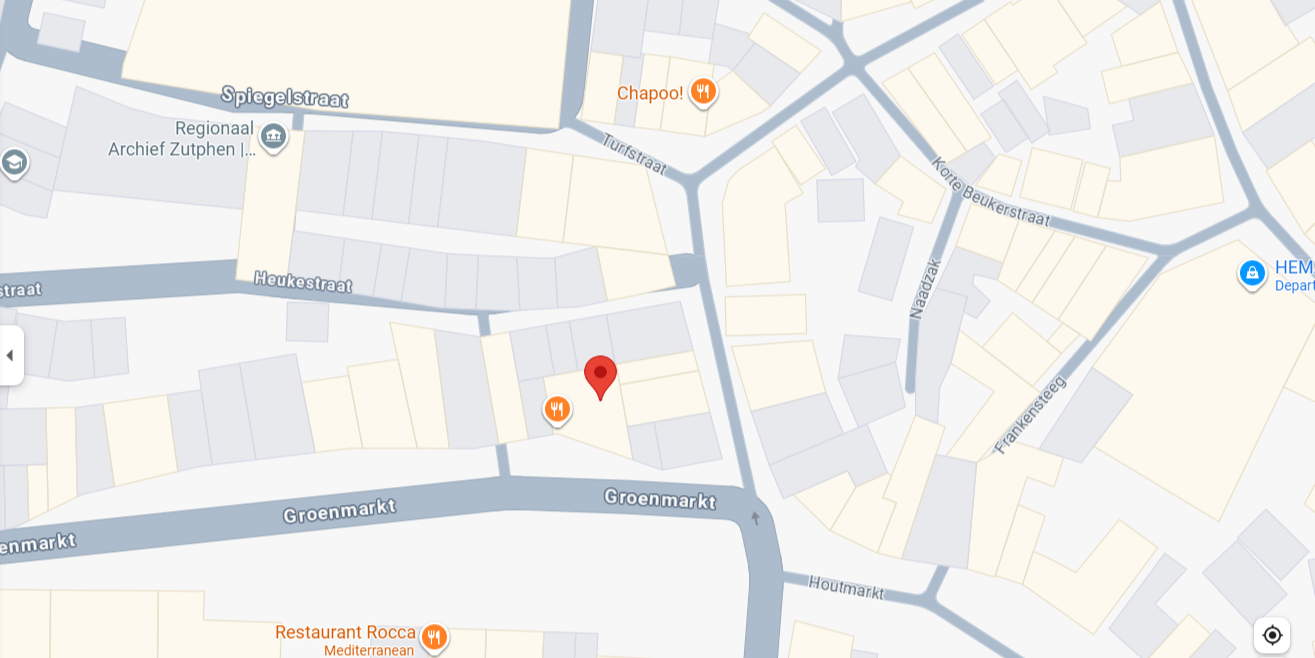 Spiegelstraat
Chapoo!
Regionaal
Archief Zutphen |...
Turfstraat
Korte Beukerstraat
Heukestraat
straat
Naadzak
HEM
Depart
Frankensteeg
Groenmarkt
Groenmarkt
enmarkt
Houtmarkt
Restaurant Rocca
Mediterranean